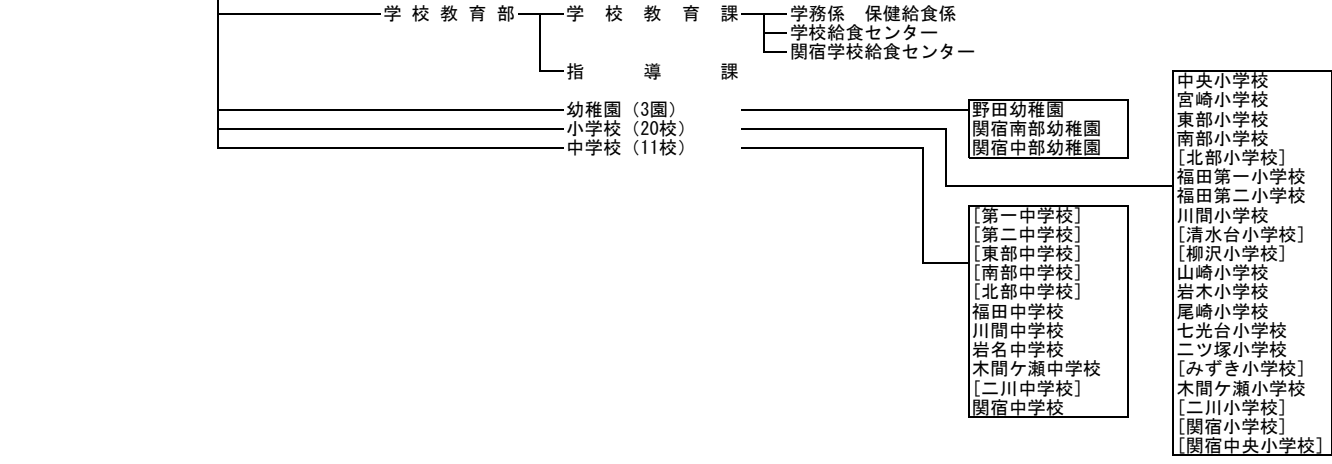 学校教育部 学校教育課 学務係　保健給食係
学校給食センター
関宿学校給食センター
指導課
幼稚園（3園）
小学校（20校）
中学校（11校）
野田幼稚園
関宿南部幼稚園
関宿中部幼稚園
[第一中学校]
[第二中学校]
[東部中学校]
[南部中学校]
[北部中学校]
福田中学校
川間中学校
岩名中学校
木間ケ瀬中学校
[二川中学校]
関宿中学校
中央小学校
宮崎小学校
東部小学校
南部小学校
[北部小学校]
福田第一小学校
福田第二小学校
川間小学校
[清水台小学校]
[柳沢小学校]
山崎小学校
岩木小学校
尾崎小学校
七光台小学校
二ツ塚小学校
[みずき小学校]
木間ケ瀬小学校
[二川小学校]
[関宿小学校]
[関宿中央小学校]